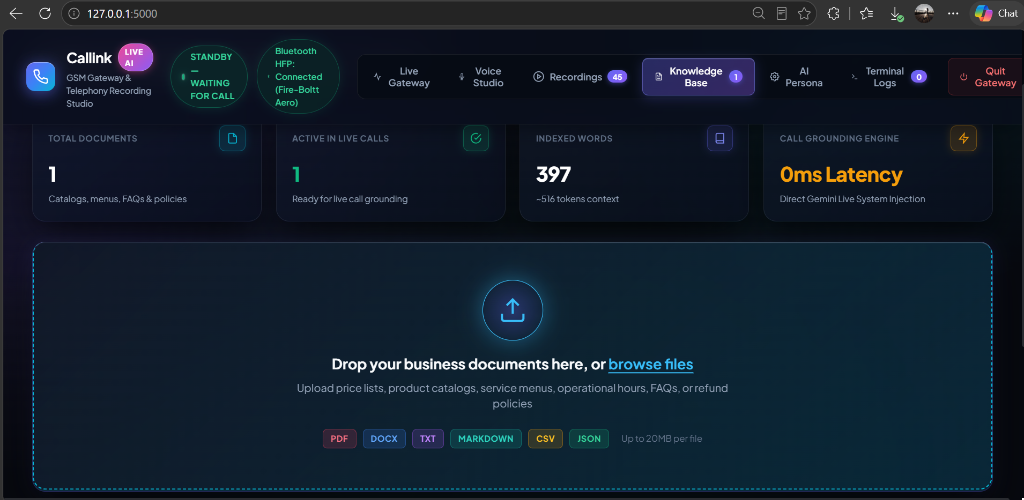 127.0.0.1:5000
Chat
Callink
LIVE
AI
GSM Gateway &
Telephony Recording
Studio
STANDBY
—
WAITING
FOR CALL
Bluetooth
HFP:
Connected
(Fire-Boltt
Aero)
Live
Gateway
Voice
Studio
Recordings 45
Knowledge
Base
1
AI
Persona
Terminal
Logs
0
Quit
Gateway
TOTAL DOCUMENTS
1
Catalogs, menus, FAQs & policies
ACTIVE IN LIVE CALLS
1
Ready for live call grounding
INDEXED WORDS
397
~516 tokens context
CALL GROUNDING ENGINE
0ms Latency
Direct Gemini Live System Injection
Drop your business documents here, or browse files
Upload price lists, product catalogs, service menus, operational hours, FAQs, or refund
policies
PDF DOCX TXT MARKDOWN CSV JSON Up to 20MB per file